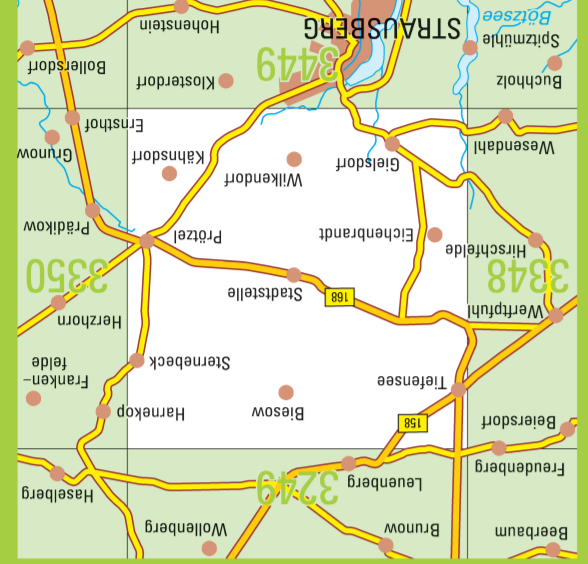 Beerbaum
Brunow
Wollenberg
Freudenberg
Leuenberg
3249
Haselberg
Beiersdorf
158
Biesow
Harnekop
Tiefensee
Franken-
felde
Sternebeck
Werftpfuhl
Herzhorn
168
Stadtstelle
3348
3350
Hirschfelde
Eichenbrandt
Prötzel
Prädikow
Gielsdorf
Wilkendorf
Kähnsdorf
Grunow
Wesendahl
Ernsthof
Buchholz
Klosterdorf
3449
Bollersdorf
Spitzmühle
STRAUSBERG
Hohenstein
Bötzsee